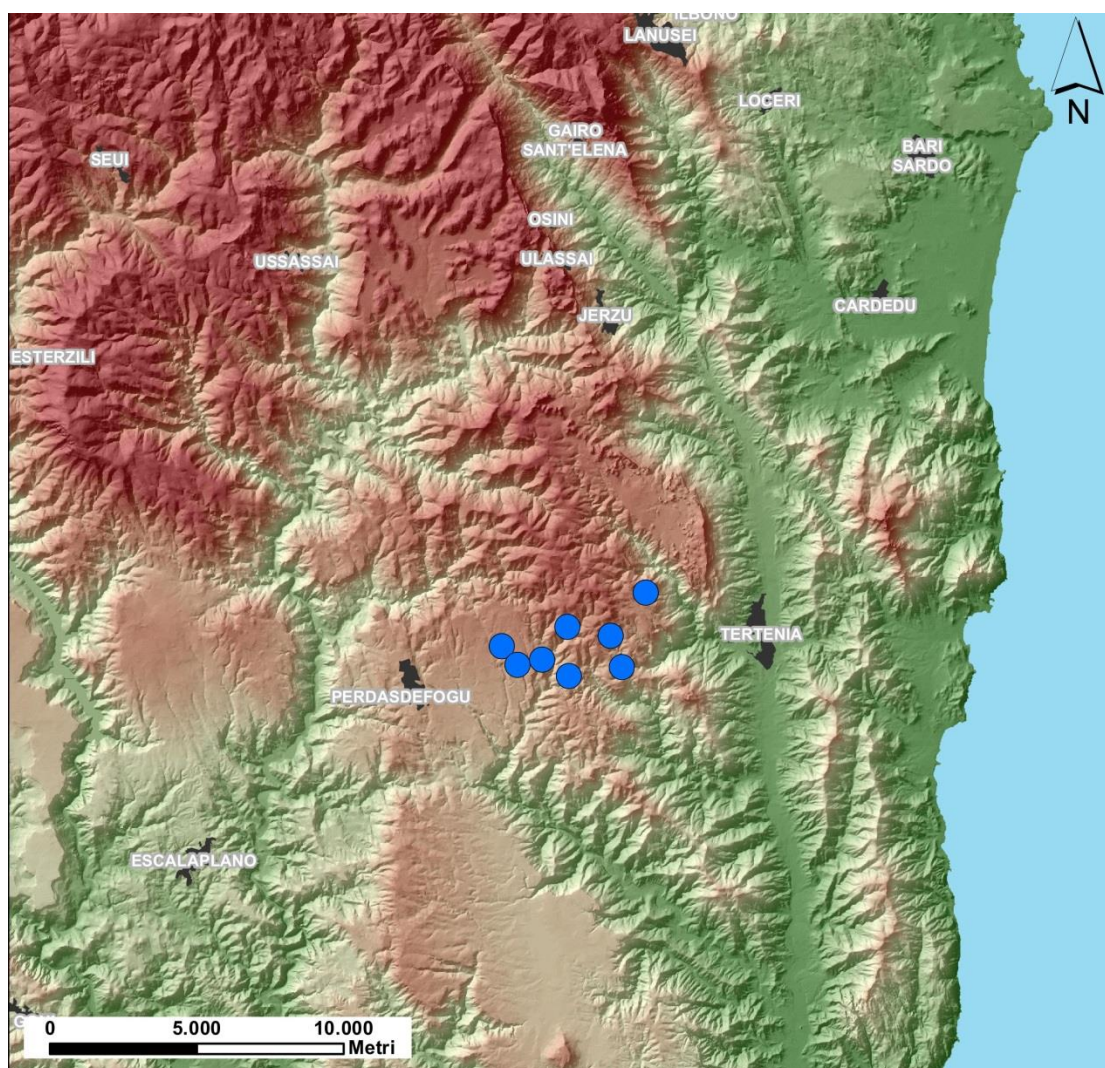 ILBONO
LANUSEI
LOCERI
N
GAIRO
SANT'ELENA
BARI
SARDO
SEUI
OSINI
USSASSAI
ULASSAI
CARDEDU
JERZU
ESTERZILI
TERTENIA
PERDASDEFOGU
ESCALAPLANO
0 5.000 10.000
Metri